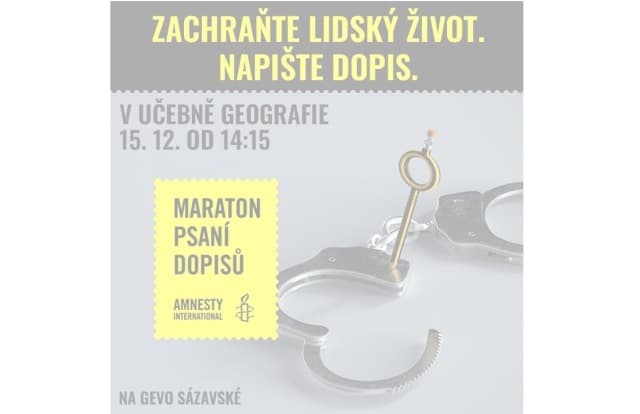 ZACHRAŇTE LIDSKÝ ŽIVOT.
NAPIŠTE DOPIS.
V UČEBNĚ GEOGRAFIE
15. 12. OD 14:15
MARATON
PSANÍ
DOPISŮ
AMNESTY
INTERNATIONAL
NA GEVO SÁZAVSKÉ